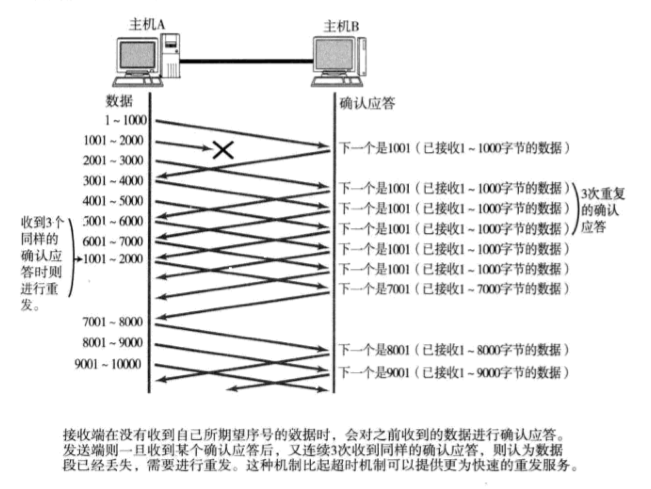 主机A
主机B
数据
确认应答
1~1000
1001~2000
2001~3000
3001~4000
4001~5000
5001~6000
6001~7000
1001~2000
7001~8000
8001~9000
9001~10000
收到3个
同样的
确认应
答时则
进行重
发。
下一个是1001（已接收1~1000字节的数据）
下一个是1001（已接收1~1000字节的数据）
下一个是1001（已接收1~1000字节的数据）
下一个是1001（已接收1~1000字节的数据）
下一个是1001（已接收1~1000字节的数据）
下一个是1001（已接收1~1000字节的数据）
下一个是7001（已接收1~7000字节的数据）
下一个是8001（已接收1~8000字节的数据）
下一个是9001（已接收1~9000字节的数据）
3次重复
的确认
应答
接收端在没有收到自己所期望序号的数据时，会对之前收到的数据进行确认应答。
发送端则一旦收到某个确认应答后，又连续3次收到同样的确认应答，则认为数据
段已经丢失，需要进行重发。这种机制比起超时机制可以提供更为快速的重发服务。